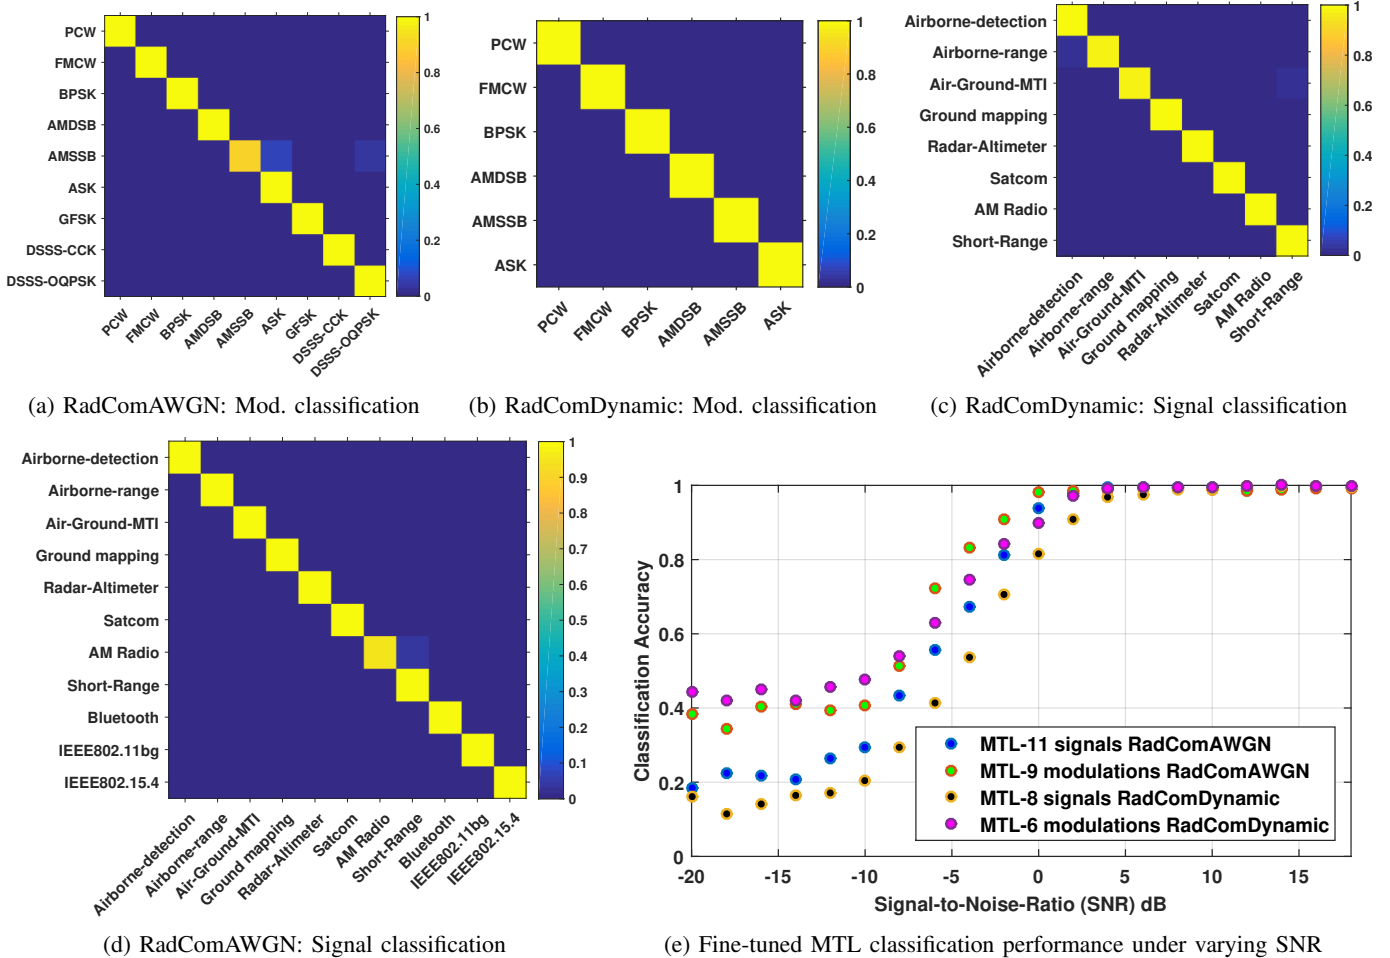 PCW
FMCW
BPSK
AMDSB
AMSSB
ASK
GFSK
DSSS-CCK
DSSS-OQPSK
1
0.8
0.6
0.4
0.2
0
PCW
FMCW
BPSK
AMDSB
AMSSB
ASK
GFSK
DSSS-CCK
DSSS-OQPSK
(a) RadComAWGN: Mod. classification
PCW
FMCW
BPSK
AMDSB
AMSSB
ASK
1
0.8
0.6
0.4
0.2
0
PCW
FMCW
BPSK
AMDSB
AMSSB
ASK
(b) RadComDynamic: Mod. classification
Airborne-detection
Airborne-range
Air-Ground-MTI
Ground mapping
Radar-Altimeter
Satcom
AM Radio
Short-Range
1
0.8
0.6
0.4
0.2
0
Airborne-detection
Airborne-range
Air-Ground-MTI
Ground mapping
Radar-Altimeter
Satcom
AM Radio
Short-Range
(c) RadComDynamic: Signal classification
Airborne-detection
Airborne-range
Air-Ground-MTI
Ground mapping
Radar-Altimeter
Satcom
AM Radio
Short-Range
Bluetooth
IEEE802.11bg
IEEE802.15.4
1
0.9
0.8
0.7
0.6
0.5
0.4
0.3
0.2
0.1
0
Airborne-detection
Airborne-range
Air-Ground-MTI
Ground mapping
Radar-Altimeter
Satcom
AM Radio
Short-Range
Bluetooth
IEEE802.11bg
IEEE802.15.4
(d) RadComAWGN: Signal classification
Classification Accuracy
1
0.8
0.6
0.4
0.2
0
MTL-11 signals RadComAWGN
MTL-9 modulations RadComAWGN
MTL-8 signals RadComDynamic
MTL-6 modulations RadComDynamic
-20
-15
-10
-5
0
5
10
15
Signal-to-Noise-Ratio (SNR) dB
(e) Fine-tuned MTL classification performance under varying SNR